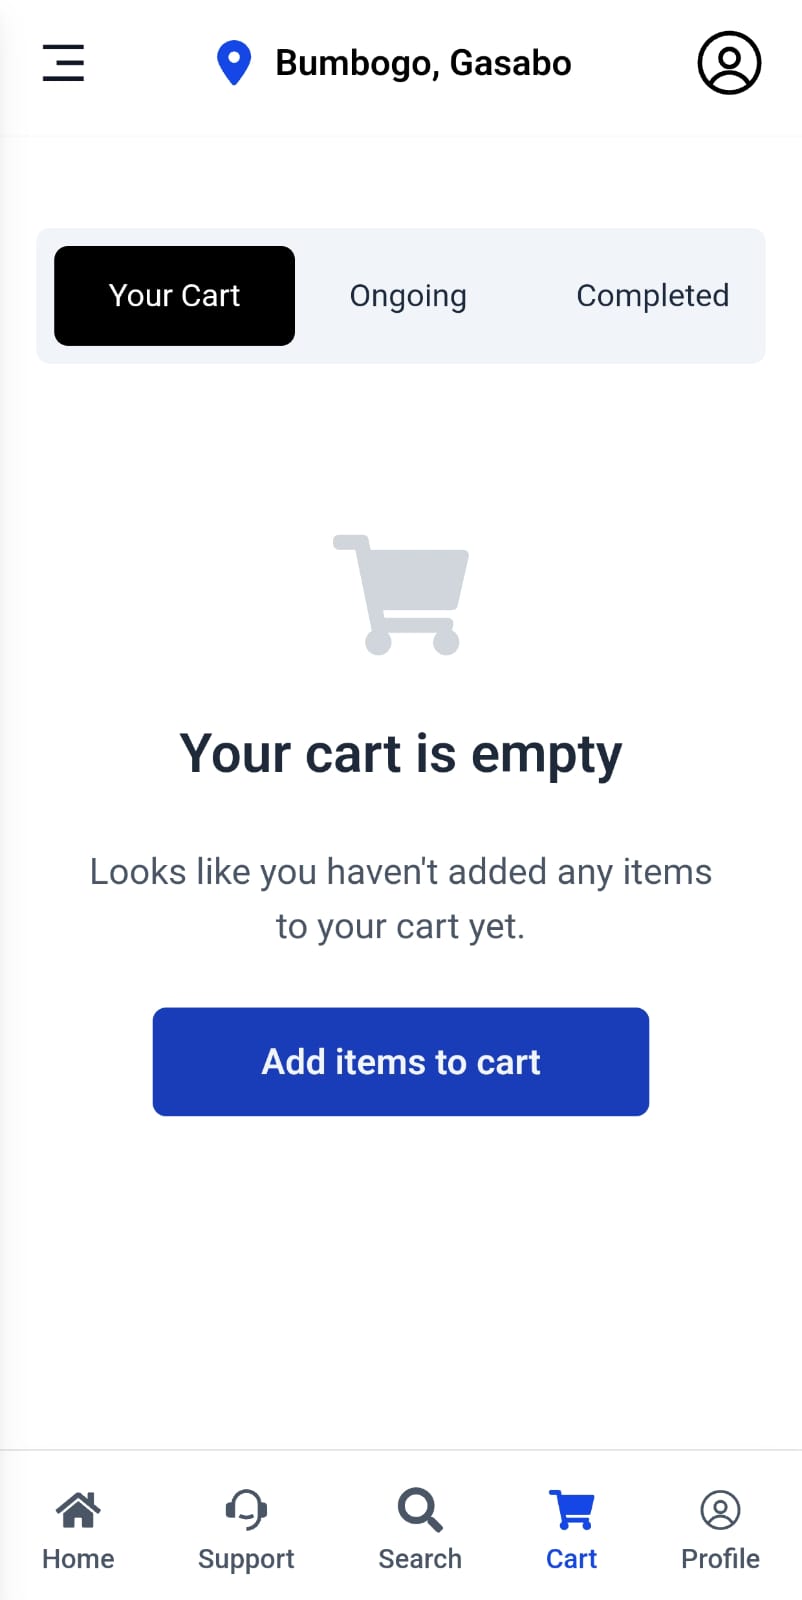 Bumbogo, Gasabo
Your Cart
Ongoing
Completed
Your cart is empty
Looks like you haven't added any items
to your cart yet.
Add items to cart
Home
Support
Search
Cart
Profile